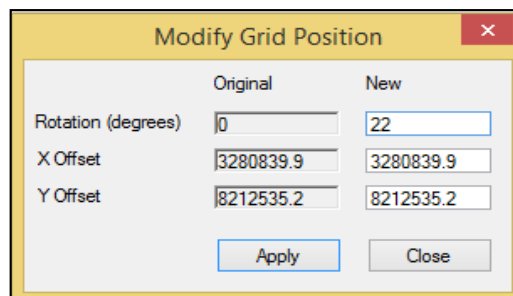 Modify Grid Position
Original New
Rotation (degrees) 0 22
X Offset 3280839.9 3280839.9
Y Offset 8212535.2 8212535.2
Apply Close